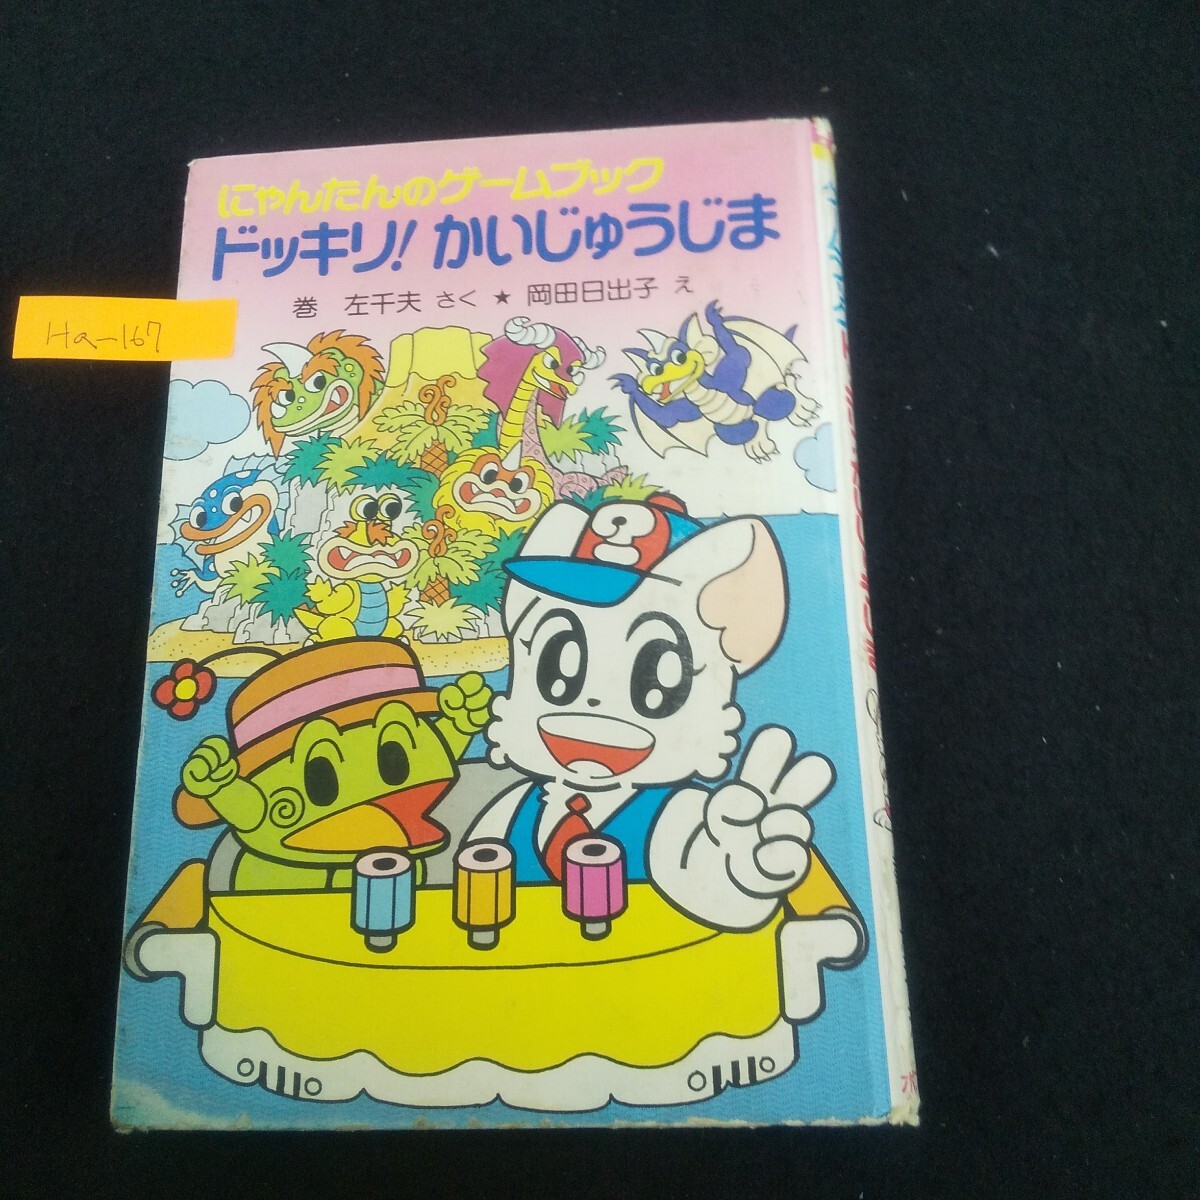 にゃんたんのゲームブック
ドッキリ！かいじゅうじま
巻 左千夫 さく ★ 岡田日出子 え
Ha-167